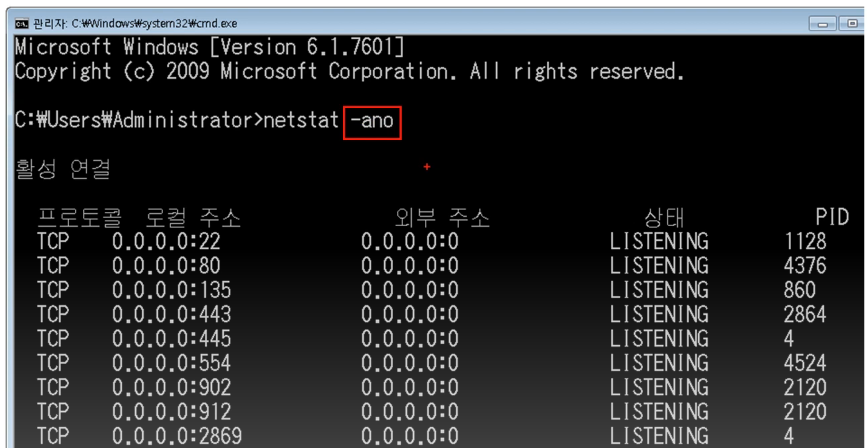 관리자: C:₩Windows₩system32₩cmd.exe
Microsoft Windows [Version 6.1.7601]
Copyright (c) 2009 Microsoft Corporation. All rights reserved.
C:₩Users₩Administrator>netstat -ano
활성 연결
프로토콜 로컬 주소 외부 주소 상태 PID
TCP 0.0.0.0:22 0.0.0.0:0 LISTENING 1128
TCP 0.0.0.0:80 0.0.0.0:0 LISTENING 4376
TCP 0.0.0.0:135 0.0.0.0:0 LISTENING 860
TCP 0.0.0.0:443 0.0.0.0:0 LISTENING 2864
TCP 0.0.0.0:445 0.0.0.0:0 LISTENING 4
TCP 0.0.0.0:554 0.0.0.0:0 LISTENING 4524
TCP 0.0.0.0:902 0.0.0.0:0 LISTENING 2120
TCP 0.0.0.0:912 0.0.0.0:0 LISTENING 2120
TCP 0.0.0.0:2869 0.0.0.0:0 LISTENING 4